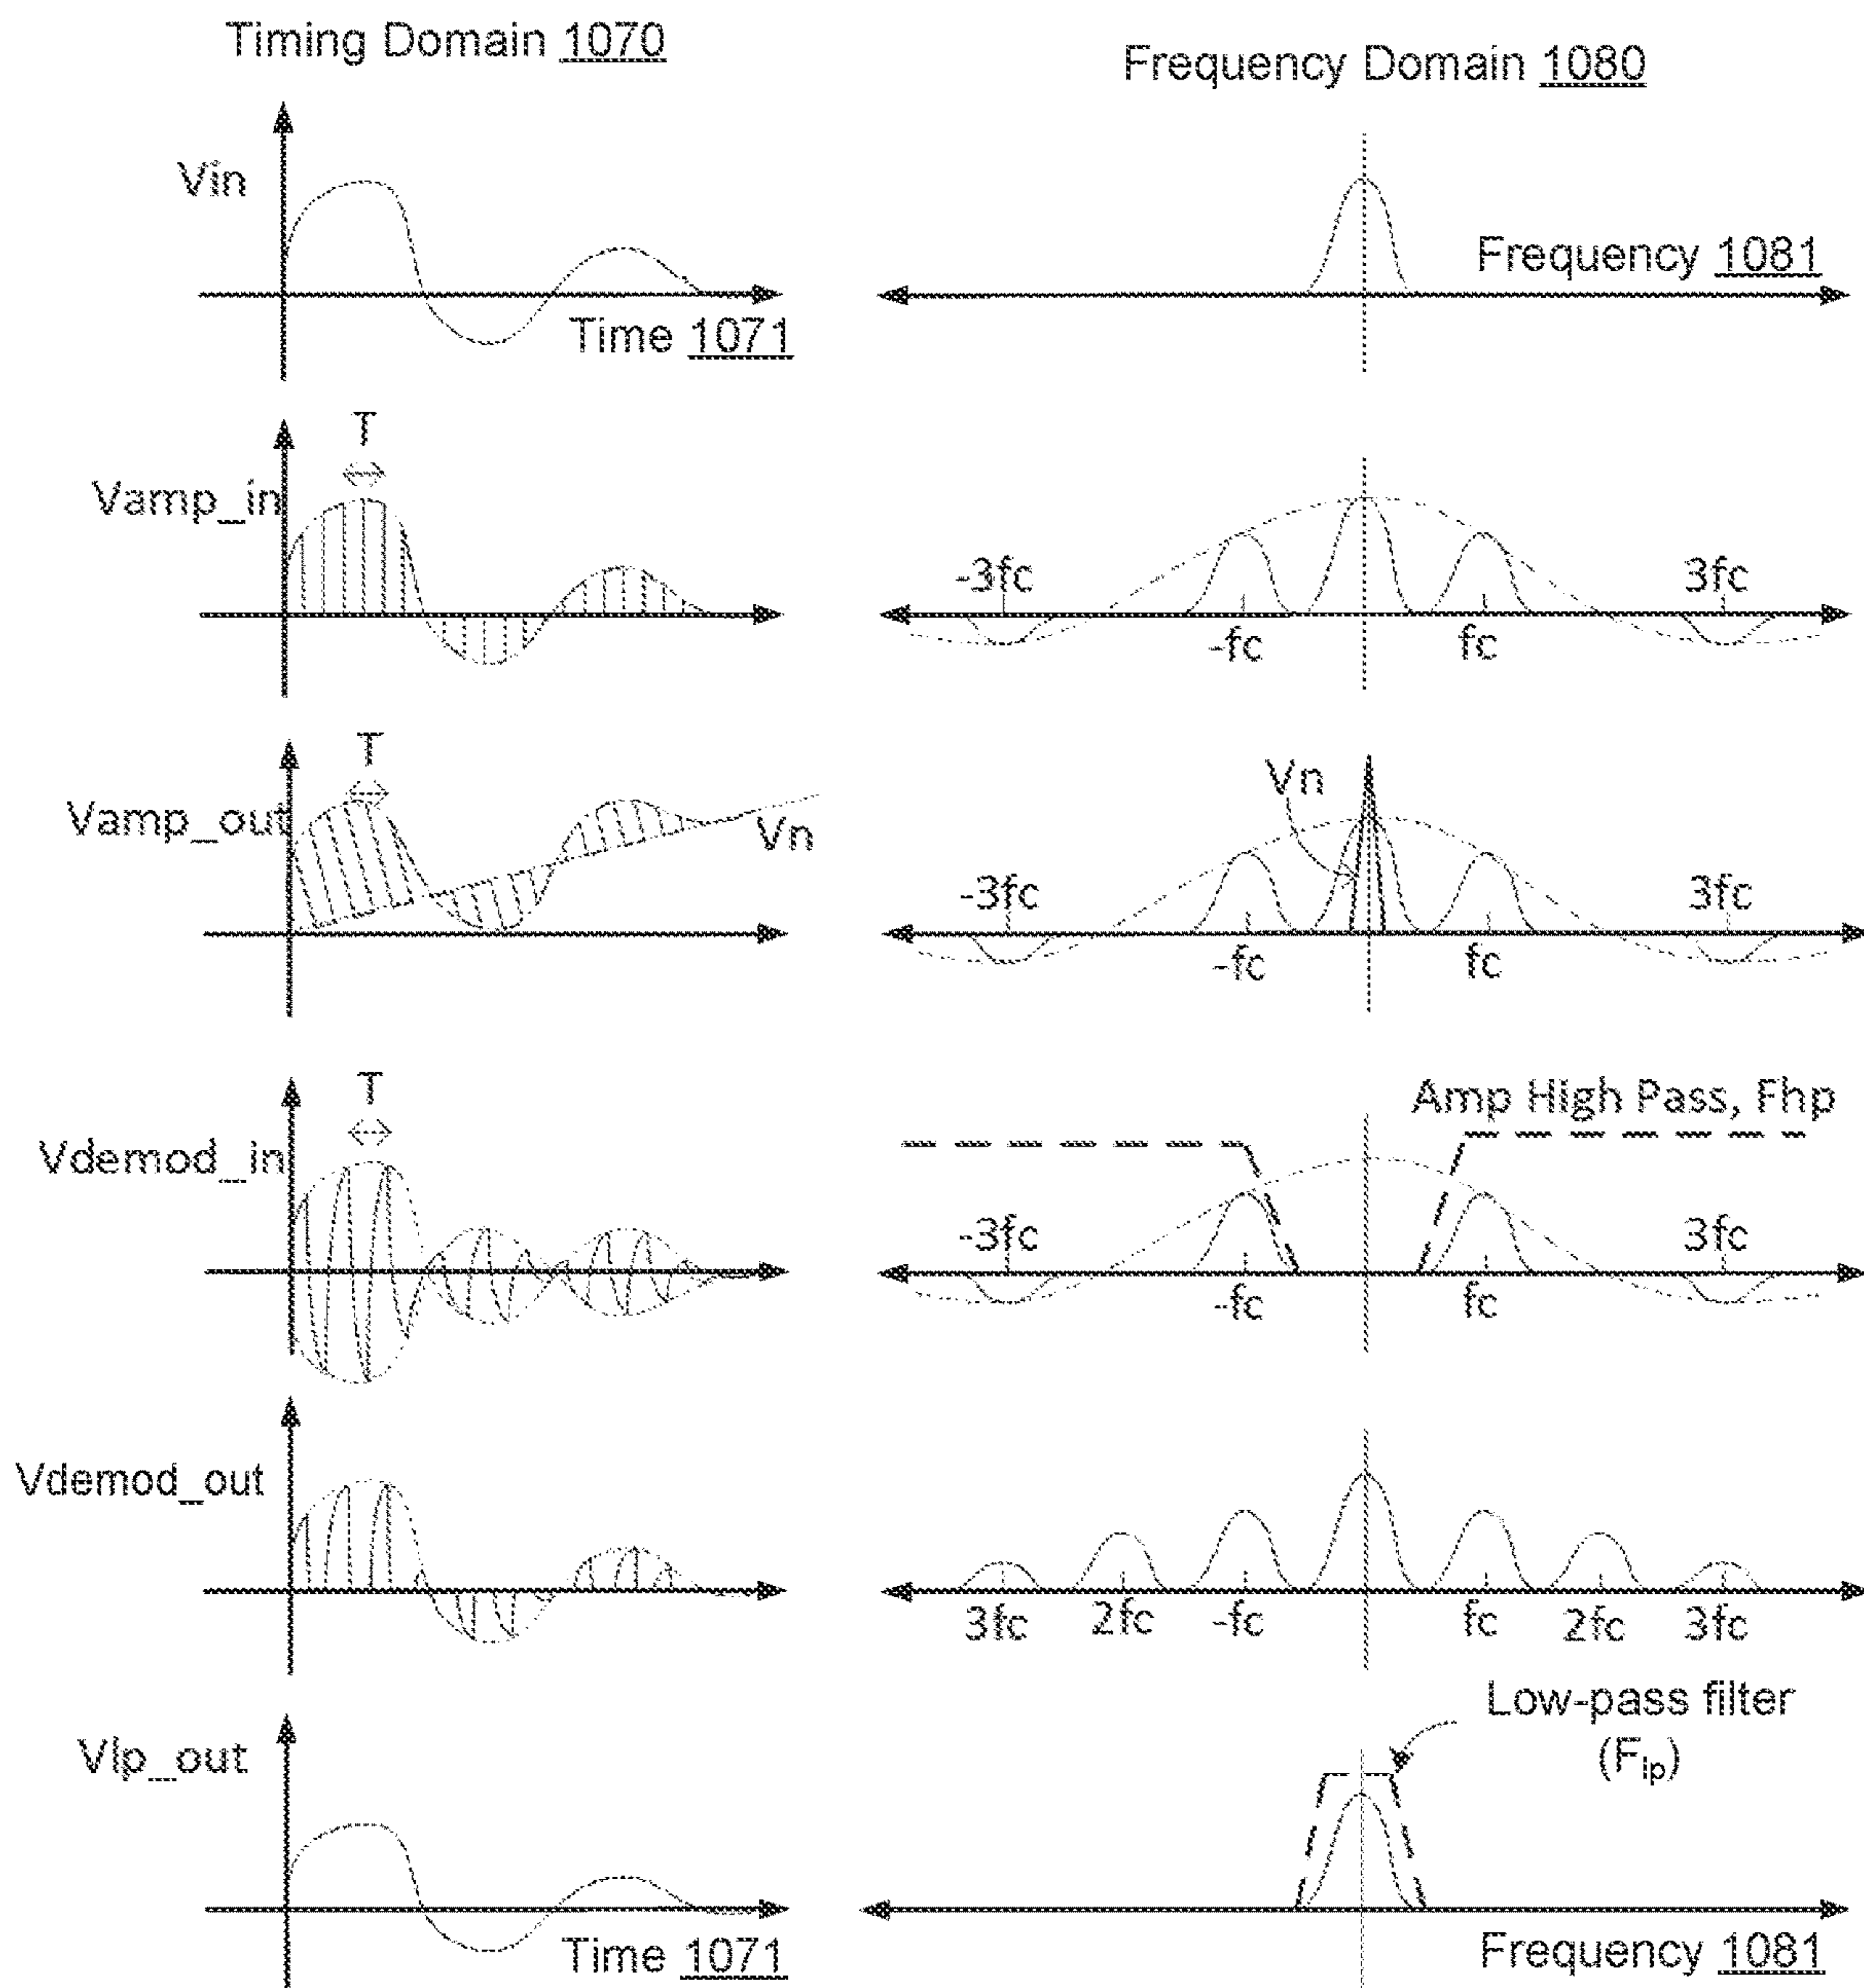 Timing Domain 1070
Frequency Domain 1080
Vin
Time 1071
Frequency 1081
T
Vamp_in
-3fc
-fc
fc
3fc
T
Vamp_out
Vn
Vn
-3fc
-fc
fc
3fc
T
Vdemod_in
Amp High Pass, Fhp
-3fc
-fc
fc
3fc
Vdemod_out
3fc
2fc
-fc
fc
2fc
3fc
Vlp_out
Time 1071
Low-pass filter
(Flp)
Frequency 1081